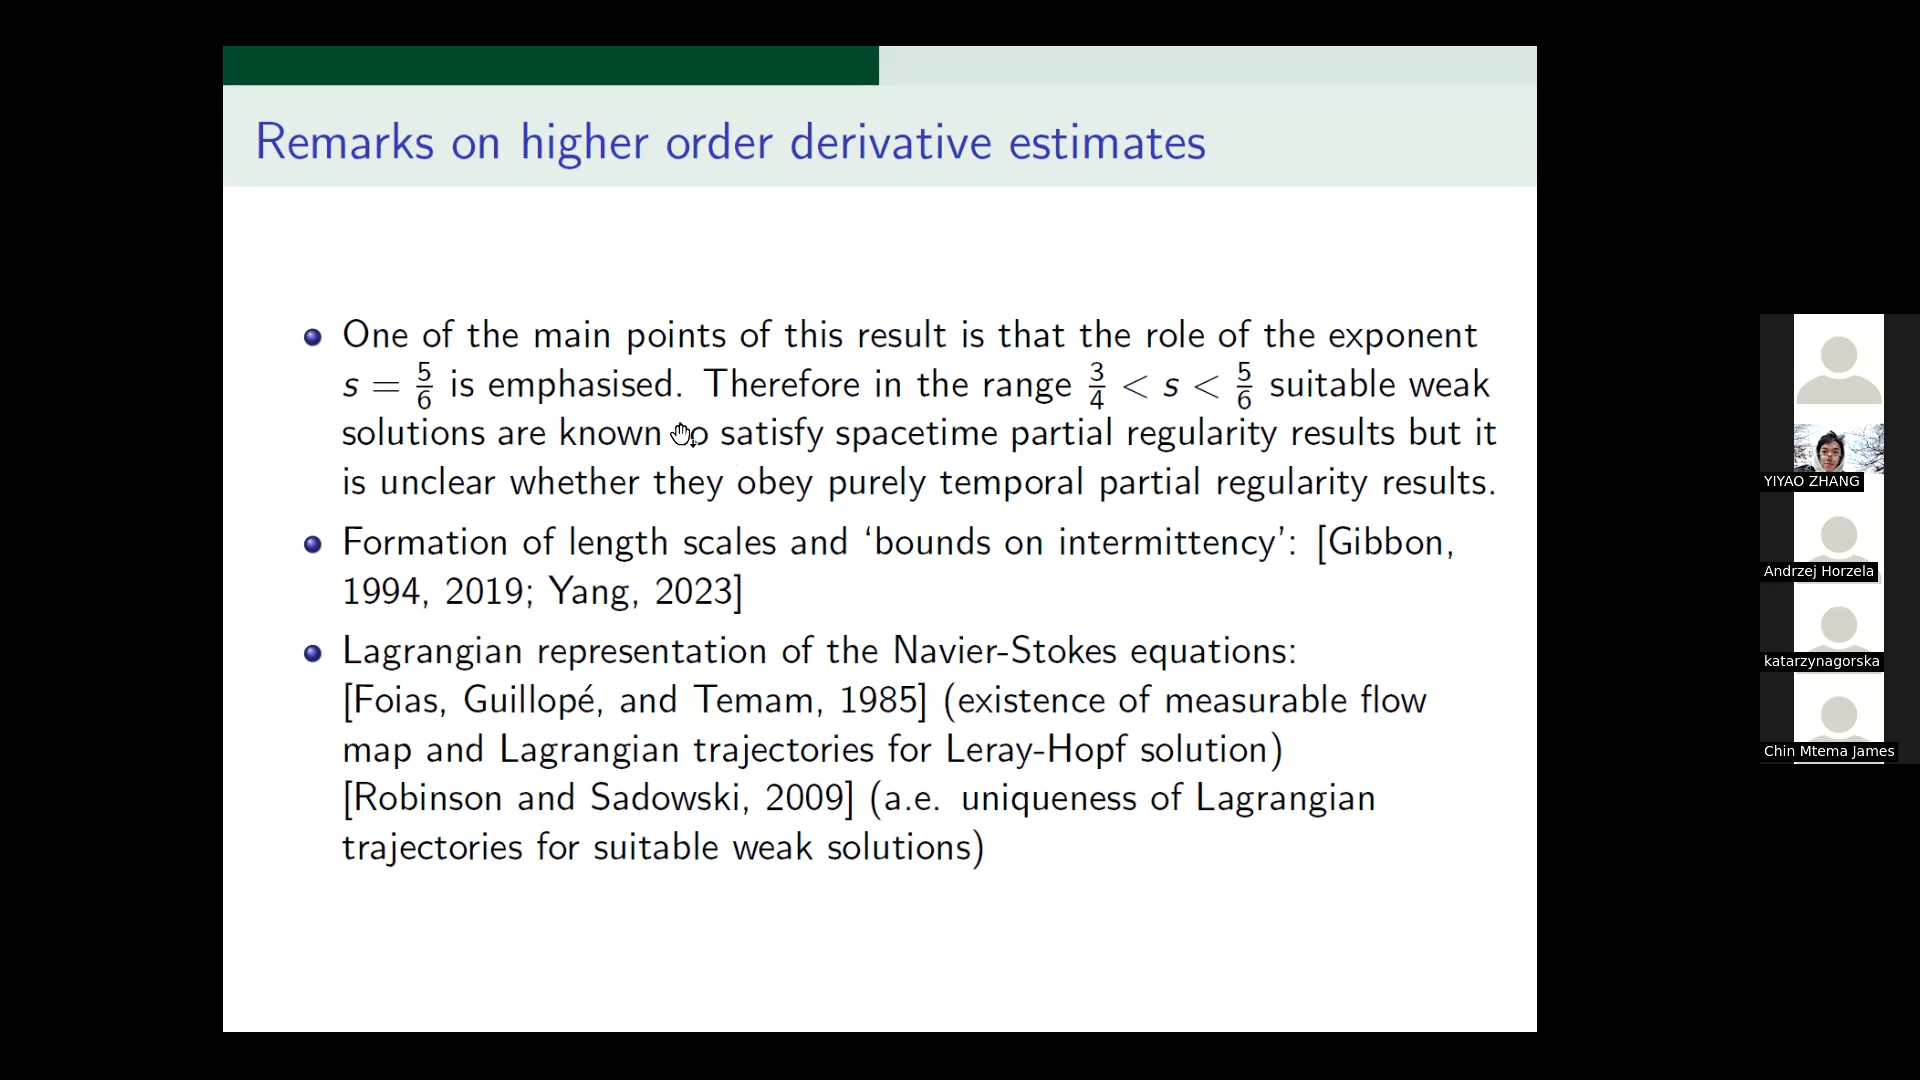 Remarks on higher order derivative estimates
One of the main points of this result is that the role of the exponent
s = 5/6 is emphasised. Therefore in the range 3/4 < s < 5/6 suitable weak
solutions are known to satisfy spacetime partial regularity results but it
is unclear whether they obey purely temporal partial regularity results.
Formation of length scales and ‘bounds on intermittency’: [Gibbon,
1994, 2019; Yang, 2023]
Lagrangian representation of the Navier-Stokes equations:
[Foias, Guillopé, and Temam, 1985] (existence of measurable flow
map and Lagrangian trajectories for Leray-Hopf solution)
[Robinson and Sadowski, 2009] (a.e. uniqueness of Lagrangian
trajectories for suitable weak solutions)
YIYAO ZHANG
Andrzej Horzela
katarzynagorska
Chin Mtema James